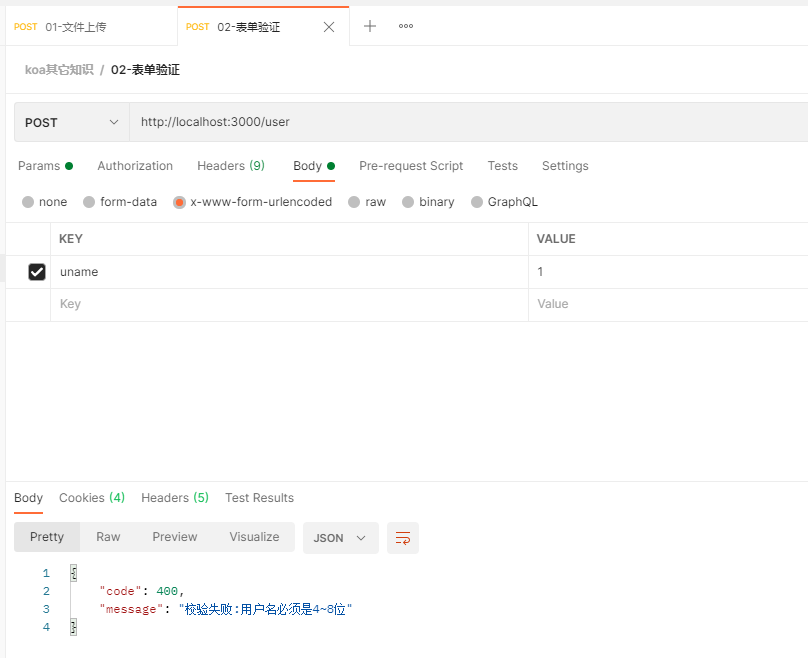 POST 01-文件上传 POST 02-表单验证
koa其它知识 / 02-表单验证
POST http://localhost:3000/user
Params Authorization Headers (9) Body Pre-request Script Tests Settings
none form-data x-www-form-urlencoded raw binary GraphQL
KEY VALUE
uname 1
Key Value
Body Cookies (4) Headers (5) Test Results
Pretty Raw Preview Visualize JSON
1 {
2 "code": 400,
3 "message": "校验失败:用户名必须是4~8位"
4 }